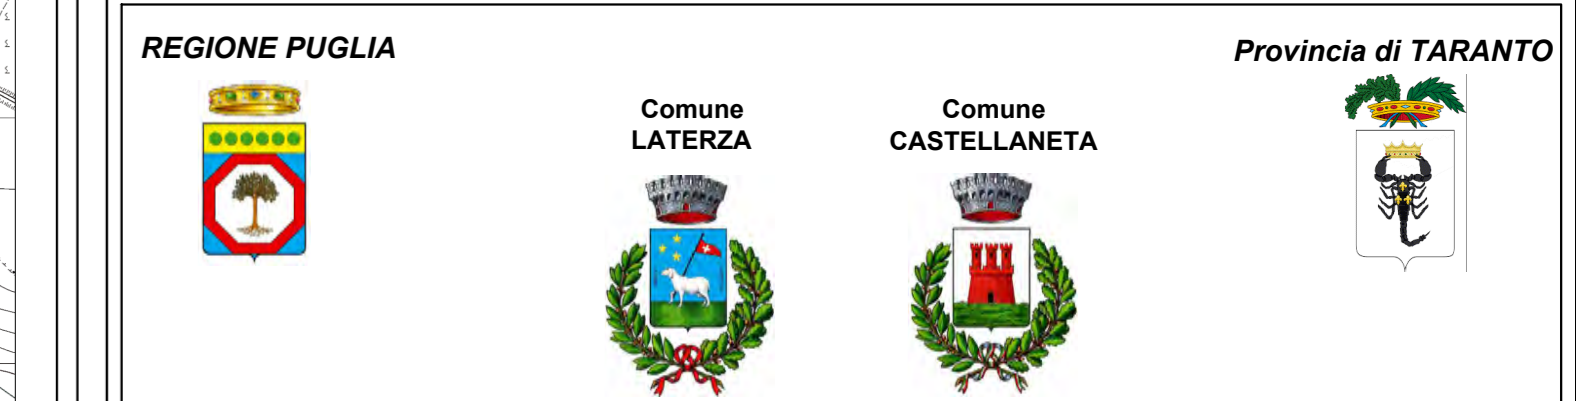 REGIONE PUGLIA
Provincia di TARANTO
Comune
LATERZA
Comune
CASTELLANETA